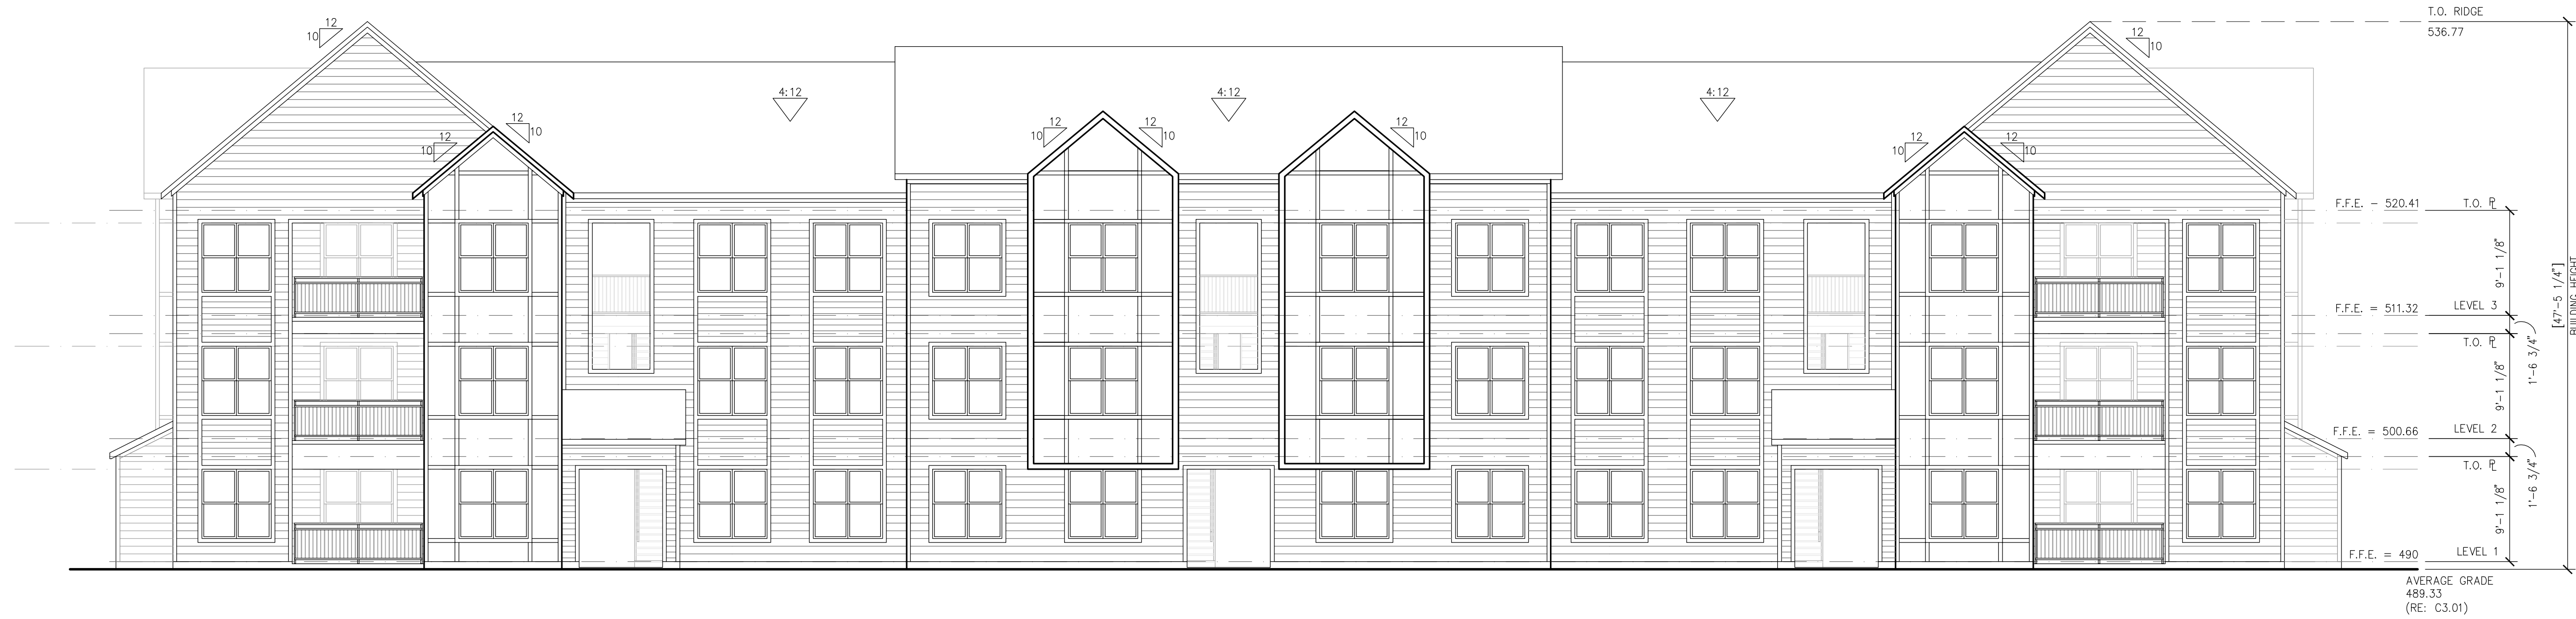 T.O. RIDGE
536.77
12
10
12
10
4:12
4:12
4:12
12
10
12
10
12
10
12
10
12
10
12
10
12
10
F.F.E. - 520.41
T.O. PL
9'-1 1/8"
[47'-5 1/4"]
BUILDING HEIGHT
F.F.E. = 511.32
LEVEL 3
T.O. PL
1'-6 3/4"
9'-1 1/8"
F.F.E. = 500.66
LEVEL 2
T.O. PL
1'-6 3/4"
9'-1 1/8"
F.F.E. = 490
LEVEL 1
AVERAGE GRADE
489.33
(RE: C3.01)